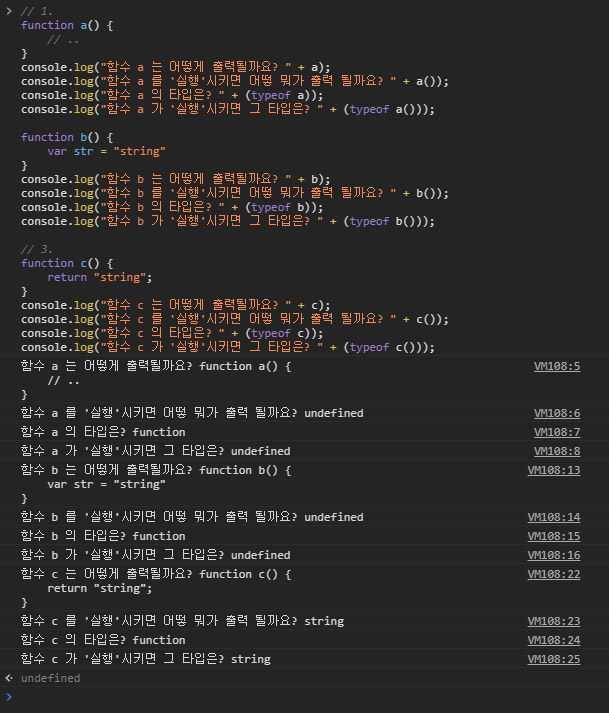 > // 1.
function a() {
    // ..
}
console.log("함수 a 는 어떻게 출력될까요? " + a);
console.log("함수 a 를 '실행'시키면 어떻 뭐가 출력 될까요? " + a());
console.log("함수 a 의 타입은? " + (typeof a));
console.log("함수 a 가 '실행'시키면 그 타입은? " + (typeof a()));

function b() {
    var str = "string"
}
console.log("함수 b 는 어떻게 출력될까요? " + b);
console.log("함수 b 를 '실행'시키면 어떻 뭐가 출력 될까요? " + b());
console.log("함수 b 의 타입은? " + (typeof b));
console.log("함수 b 가 '실행'시키면 그 타입은? " + (typeof b()));

// 3.
function c() {
    return "string";
}
console.log("함수 c 는 어떻게 출력될까요? " + c);
console.log("함수 c 를 '실행'시키면 어떻 뭐가 출력 될까요? " + c());
console.log("함수 c 의 타입은? " + (typeof c));
console.log("함수 c 가 '실행'시키면 그 타입은? " + (typeof c()));
함수 a 는 어떻게 출력될까요? function a() { VM108:5
    // ..
}
함수 a 를 '실행'시키면 어떻 뭐가 출력 될까요? undefined VM108:6
함수 a 의 타입은? function VM108:7
함수 a 가 '실행'시키면 그 타입은? undefined VM108:8
함수 b 는 어떻게 출력될까요? function b() { VM108:13
    var str = "string"
}
함수 b 를 '실행'시키면 어떻 뭐가 출력 될까요? undefined VM108:14
함수 b 의 타입은? function VM108:15
함수 b 가 '실행'시키면 그 타입은? undefined VM108:16
함수 c 는 어떻게 출력될까요? function c() { VM108:22
    return "string";
}
함수 c 를 '실행'시키면 어떻 뭐가 출력 될까요? string VM108:23
함수 c 의 타입은? function VM108:24
함수 c 가 '실행'시키면 그 타입은? string VM108:25
undefined
>